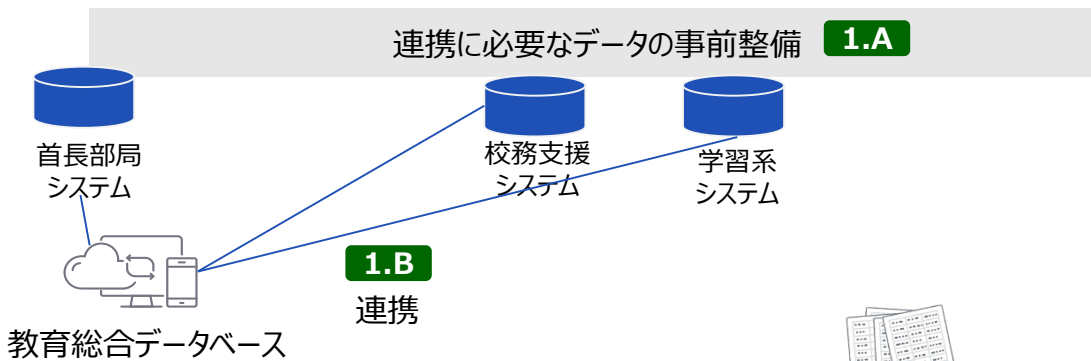 連携に必要なデータの事前整備 1.A
首長部局
システム
校務支援
システム
学習系
システム
1.B
連携
教育総合データベース